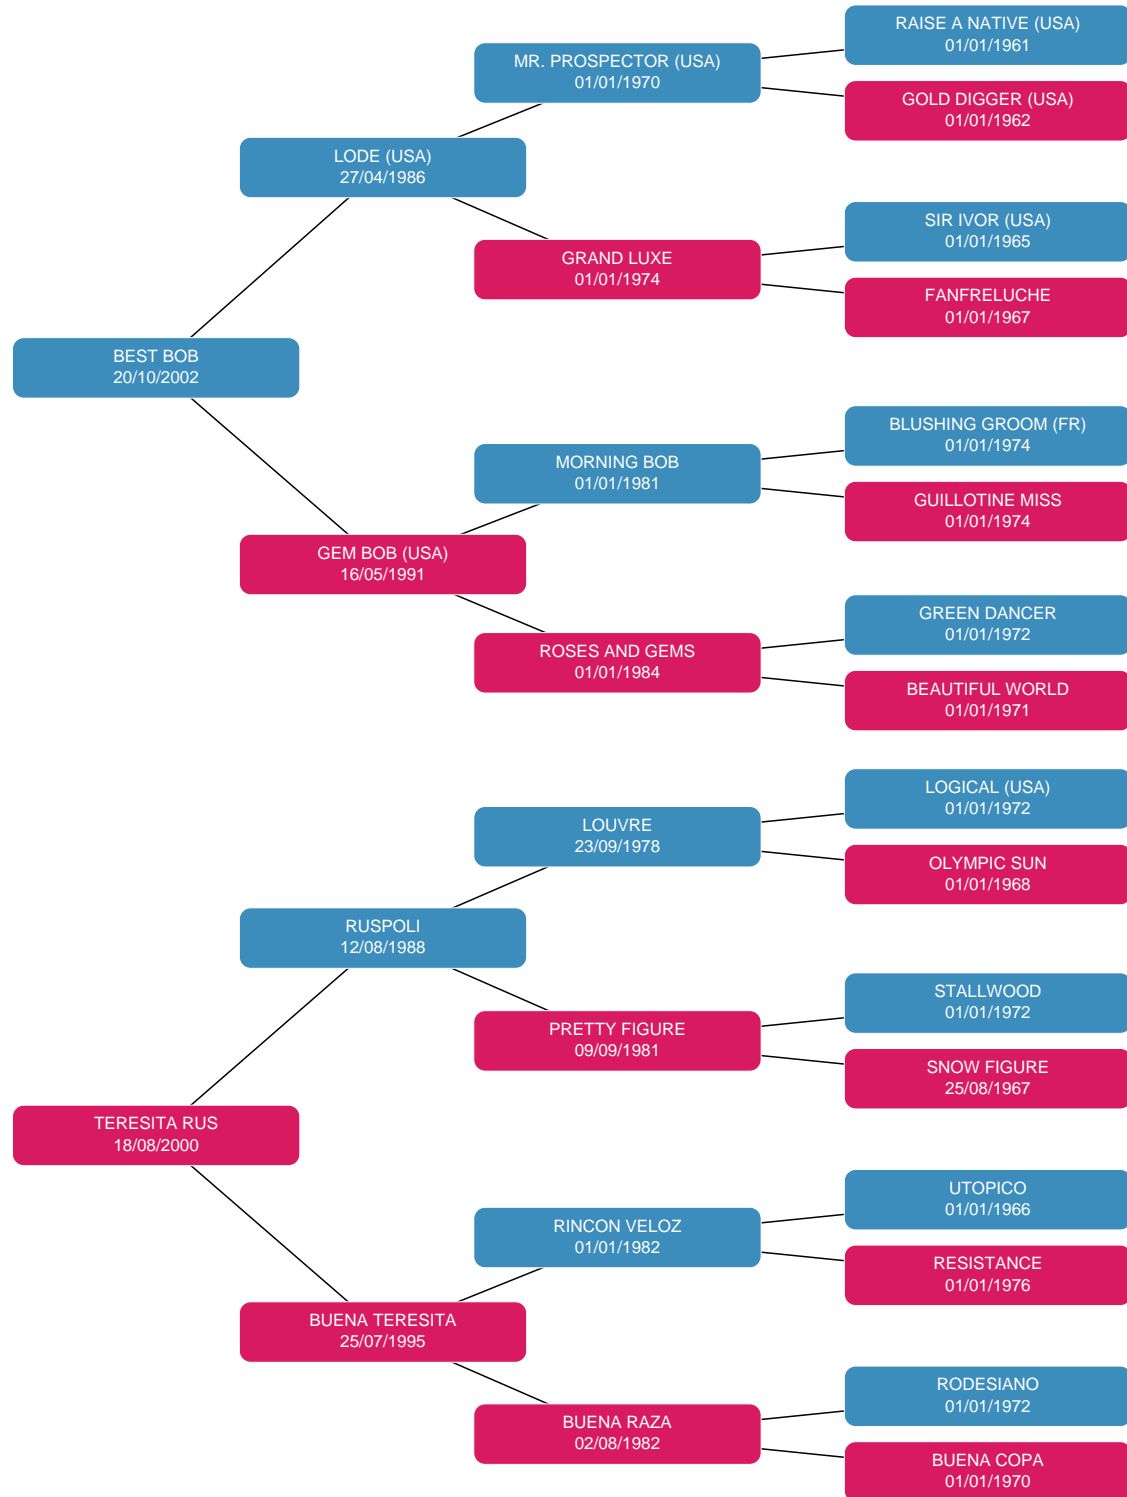 RAISE A NATIVE (USA)
01/01/1961
MR. PROSPECTOR (USA)
01/01/1970
GOLD DIGGER (USA)
01/01/1962
LODE (USA)
27/04/1986
SIR IVOR (USA)
01/01/1965
GRAND LUXE
01/01/1974
FANFRELUCHE
01/01/1967
BEST BOB
20/10/2002
BLUSHING GROOM (FR)
01/01/1974
MORNING BOB
01/01/1981
GUILLOTINE MISS
01/01/1974
GEM BOB (USA)
16/05/1991
GREEN DANCER
01/01/1972
ROSES AND GEMS
01/01/1984
BEAUTIFUL WORLD
01/01/1971
LOGICAL (USA)
01/01/1972
LOUVRE
23/09/1978
OLYMPIC SUN
01/01/1968
RUSPOLI
12/08/1988
STALLWOOD
01/01/1972
PRETTY FIGURE
09/09/1981
SNOW FIGURE
25/08/1967
TERESITA RUS
18/08/2000
UTOPICO
01/01/1966
RINCON VELOZ
01/01/1982
RESISTANCE
01/01/1976
BUENA TERESITA
25/07/1995
RODESIANO
01/01/1972
BUENA RAZA
02/08/1982
BUENA COPA
01/01/1970